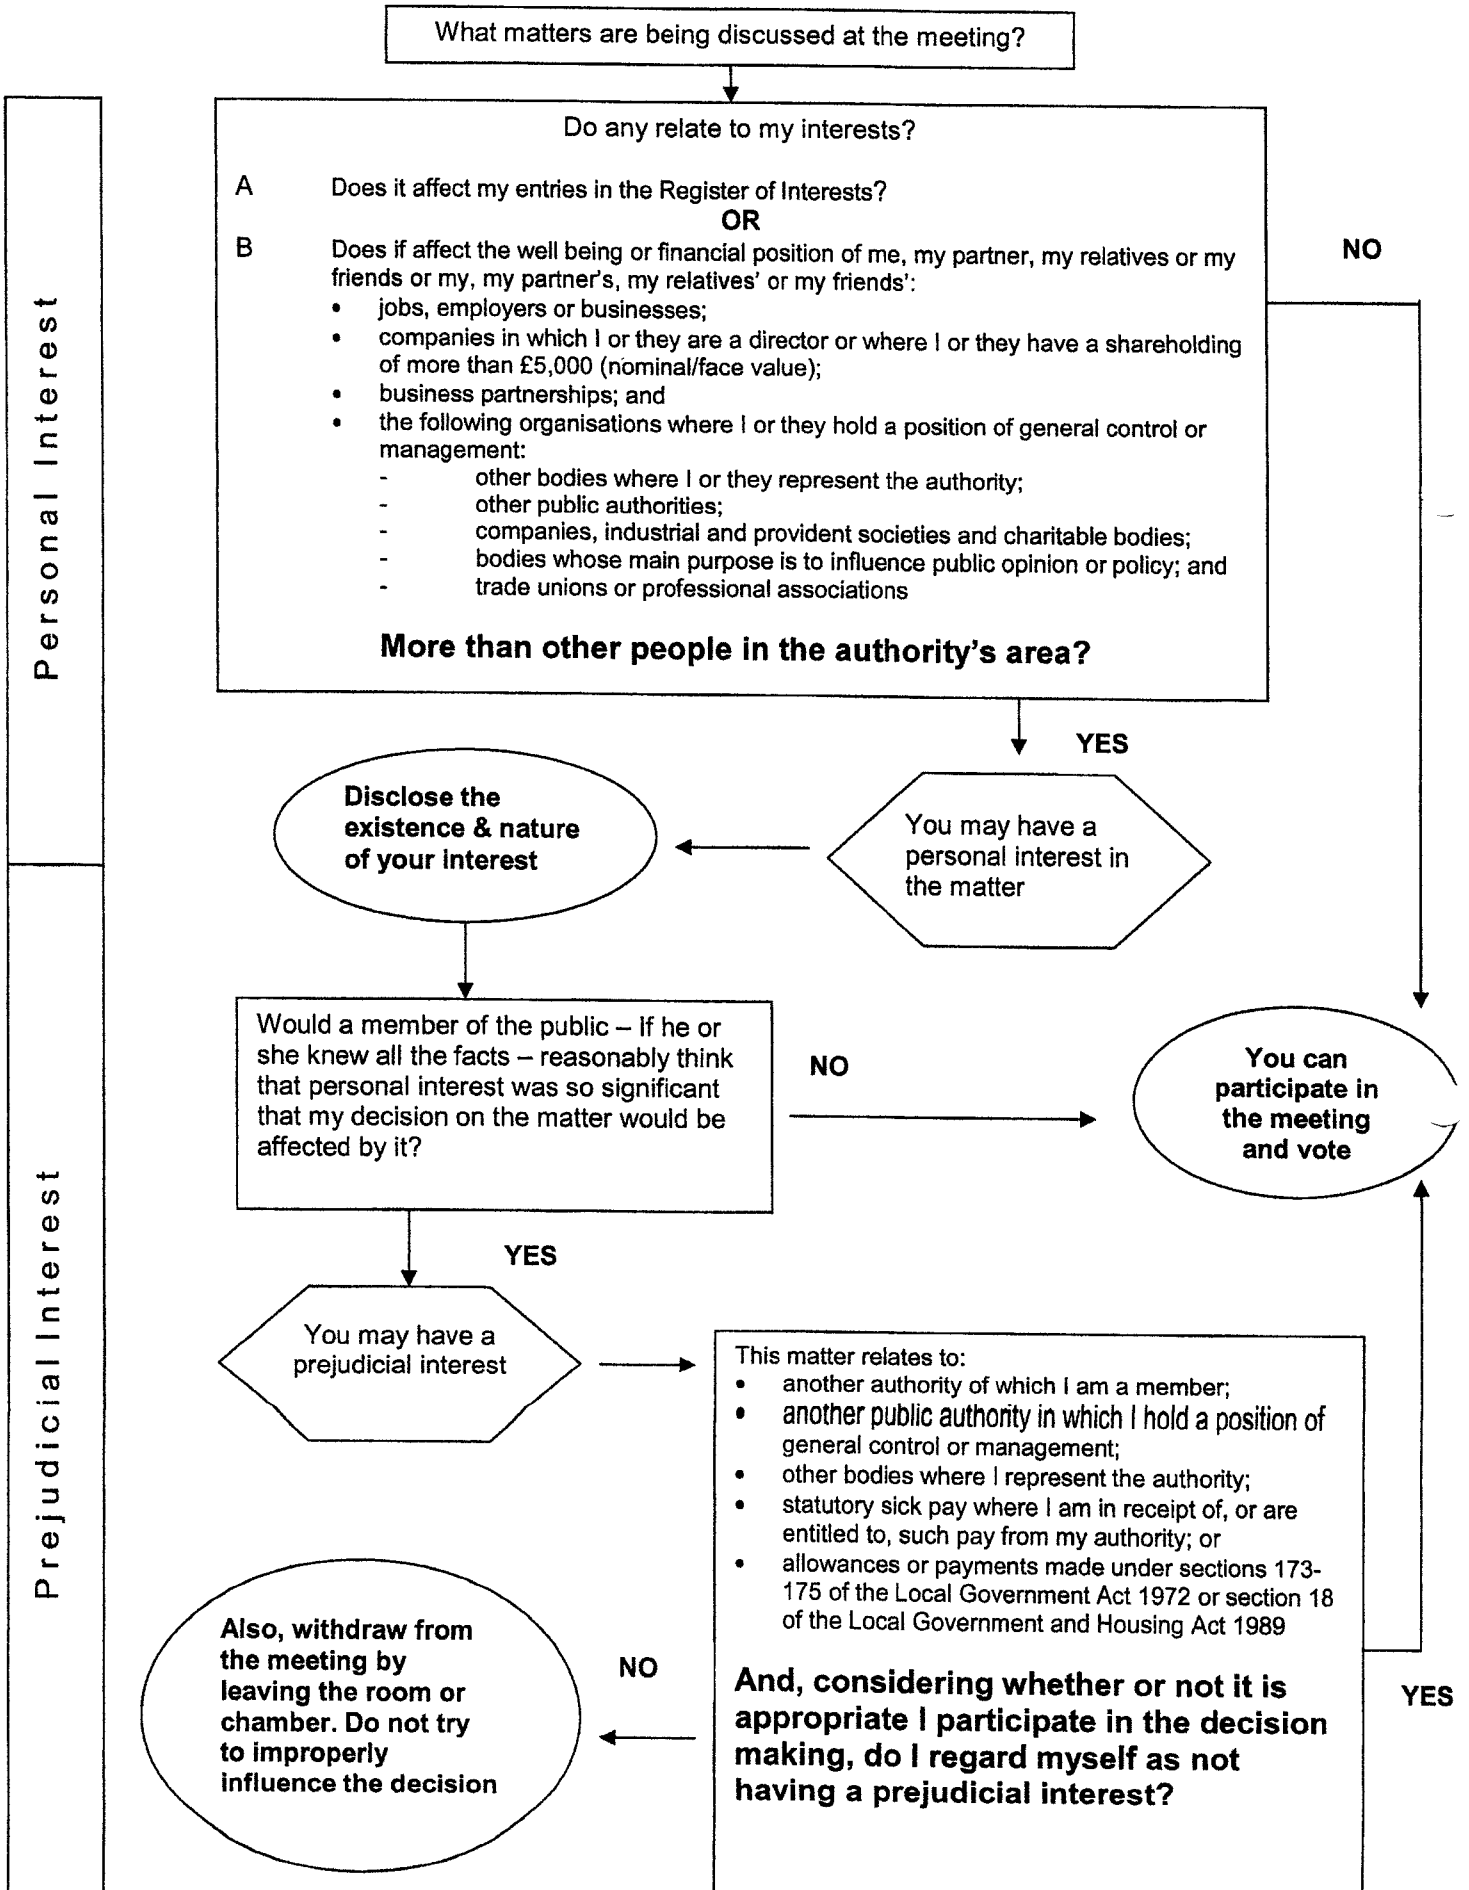 What matters are being discussed at the meeting?
Do any relate to my interests?
A Does it affect my entries in the Register of Interests?
OR
B Does if affect the well being or financial position of me, my partner, my relatives or my
friends or my, my partner's, my relatives' or my friends':
• jobs, employers or businesses;
• companies in which I or they are a director or where I or they have a shareholding
of more than £5,000 (nominal/face value);
• business partnerships; and
• the following organisations where I or they hold a position of general control or
management:
- other bodies where I or they represent the authority;
- other public authorities;
- companies, industrial and provident societies and charitable bodies;
- bodies whose main purpose is to influence public opinion or policy; and
- trade unions or professional associations
More than other people in the authority's area?
NO
Personal Interest
YES
Disclose the
existence & nature
of your interest
You may have a
personal interest in
the matter
Would a member of the public – if he or
she knew all the facts – reasonably think
that personal interest was so significant
that my decision on the matter would be
affected by it?
NO
You can
participate in
the meeting
and vote
YES
Prejudicial Interest
You may have a
prejudicial interest
This matter relates to:
• another authority of which I am a member;
• another public authority in which I hold a position of
general control or management;
• other bodies where I represent the authority;
• statutory sick pay where I am in receipt of, or are
entitled to, such pay from my authority; or
• allowances or payments made under sections 173-
175 of the Local Government Act 1972 or section 18
of the Local Government and Housing Act 1989
And, considering whether or not it is
appropriate I participate in the decision
making, do I regard myself as not
having a prejudicial interest?
YES
NO
Also, withdraw from
the meeting by
leaving the room or
chamber. Do not try
to improperly
influence the decision